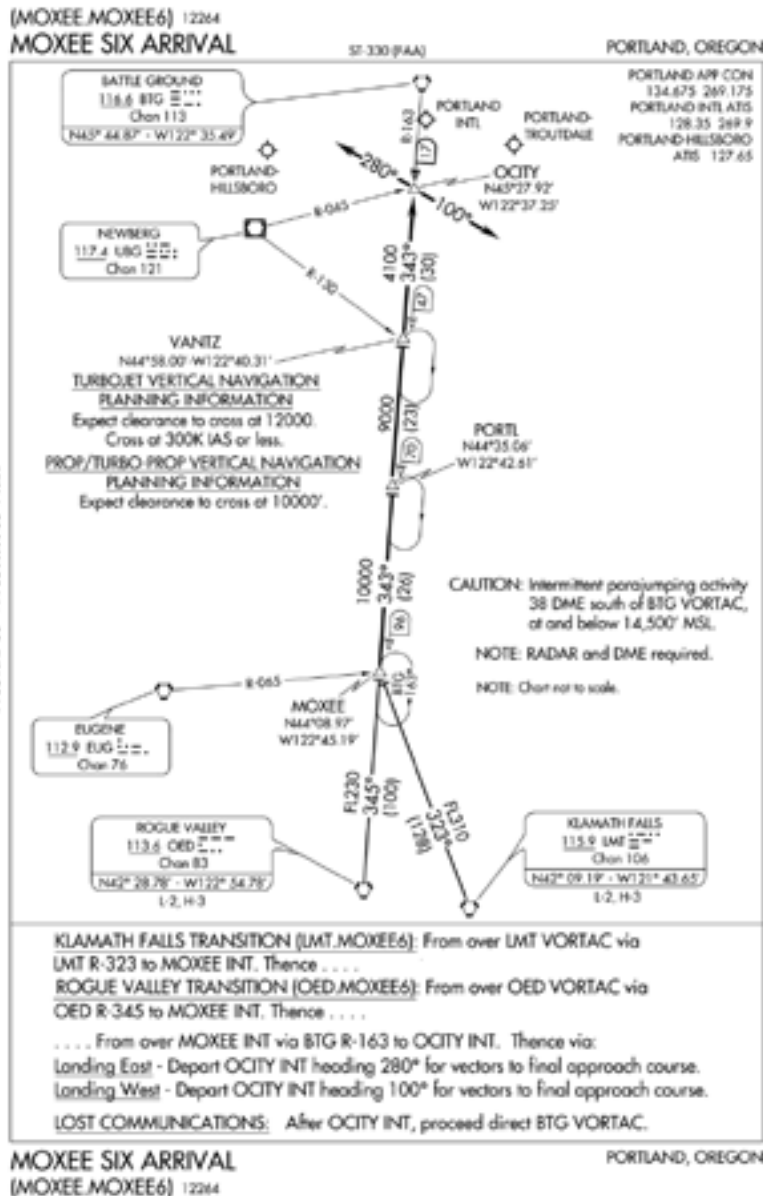 (MOXEE.MOXEE6) 12264
MOXEE SIX ARRIVAL
ST-330 (FAA)
PORTLAND, OREGON
PORTLAND APP CON
134.675 269.175
PORTLAND INTL ATIS
128.35 269.9
PORTLAND-HILLSBORO
ATIS 127.65
BATTLE GROUND
116.6 BTG
Chan 113
N45° 44.87' - W122° 35.49'
R-163
17
PORTLAND
INTL
PORTLAND-
TROUTDALE
PORTLAND-
HILLSBORO
280°
100°
OCITY
N45°27.92'
W122°37.25'
R-045
NEWBERG
117.4 UBG
Chan 121
R-130
4100
343°
(30)
47
VANTZ
N44°58.00'-W122°40.31'
TURBOJET VERTICAL NAVIGATION
PLANNING INFORMATION
Expect clearance to cross at 12000.
Cross at 300K IAS or less.
PROP/TURBO-PROP VERTICAL NAVIGATION
PLANNING INFORMATION
Expect clearance to cross at 10000'.
9000
(23)
70
PORTL
N44°35.06'
W122°42.61'
10000
343°
(26)
96
CAUTION: Intermittent parajumping activity
38 DME south of BTG VORTAC,
at and below 14,500' MSL.
NOTE: RADAR and DME required.
NOTE: Chart not to scale.
R-065
BTG
163°
MOXEE
N44°08.97'
W122°45.19'
EUGENE
112.9 EUG
Chan 76
FL230
345°
(100)
FL310
323°
(128)
ROGUE VALLEY
113.6 OED
Chan 83
N42° 28.78' - W122° 54.78'
L-2, H-3
KLAMATH FALLS
115.9 LMT
Chan 106
N42° 09.19' - W121° 43.65'
L-2, H-3
KLAMATH FALLS TRANSITION (LMT.MOXEE6): From over LMT VORTAC via
LMT R-323 to MOXEE INT. Thence . . . .
ROGUE VALLEY TRANSITION (OED.MOXEE6): From over OED VORTAC via
OED R-345 to MOXEE INT. Thence . . . .
. . . . From over MOXEE INT via BTG R-163 to OCITY INT. Thence via:
Landing East - Depart OCITY INT heading 280° for vectors to final approach course.
Landing West - Depart OCITY INT heading 100° for vectors to final approach course.
LOST COMMUNICATIONS: After OCITY INT, proceed direct BTG VORTAC.
MOXEE SIX ARRIVAL
(MOXEE.MOXEE6) 12264
PORTLAND, OREGON